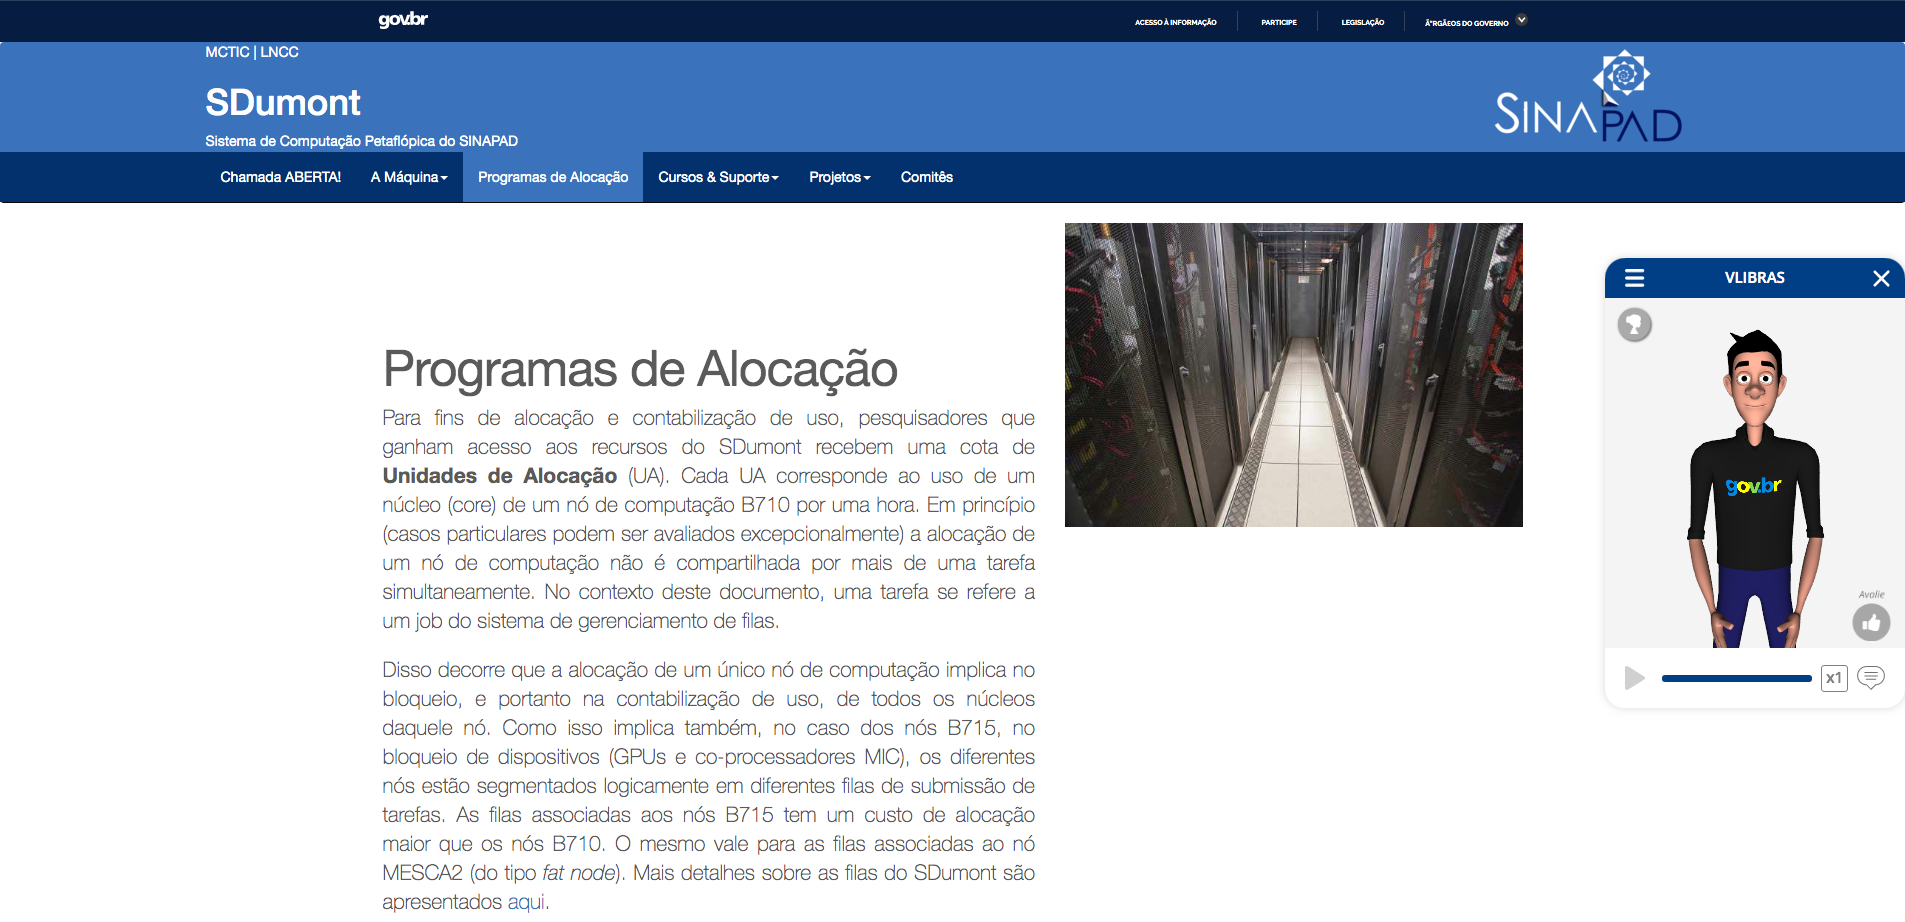 gov.br
ACESSO À INFORMAÇÃO
PARTICIPE
LEGISLAÇÃO
Ã"RGÃEOS DO GOVERNO
MCTIC | LNCC
SDumont
Sistema de Computação Petaflópica do SINAPAD
SINAPAD
Chamada ABERTA!
A Máquina
Programas de Alocação
Cursos & Suporte
Projetos
Comitês
Programas de Alocação
Para fins de alocação e contabilização de uso, pesquisadores que
ganham acesso aos recursos do SDumont recebem uma cota de
Unidades de Alocação (UA). Cada UA corresponde ao uso de um
núcleo (core) de um nó de computação B710 por uma hora. Em princípio
(casos particulares podem ser avaliados excepcionalmente) a alocação de
um nó de computação não é compartilhada por mais de uma tarefa
simultaneamente. No contexto deste documento, uma tarefa se refere a
um job do sistema de gerenciamento de filas.
Disso decorre que a alocação de um único nó de computação implica no
bloqueio, e portanto na contabilização de uso, de todos os núcleos
daquele nó. Como isso implica também, no caso dos nós B715, no
bloqueio de dispositivos (GPUs e co-processadores MIC), os diferentes
nós estão segmentados logicamente em diferentes filas de submissão de
tarefas. As filas associadas aos nós B715 tem um custo de alocação
maior que os nós B710. O mesmo vale para as filas associadas ao nó
MESCA2 (do tipo fat node). Mais detalhes sobre as filas do SDumont são
apresentados aqui.
VLIBRAS
gov.br
Avalie
x1